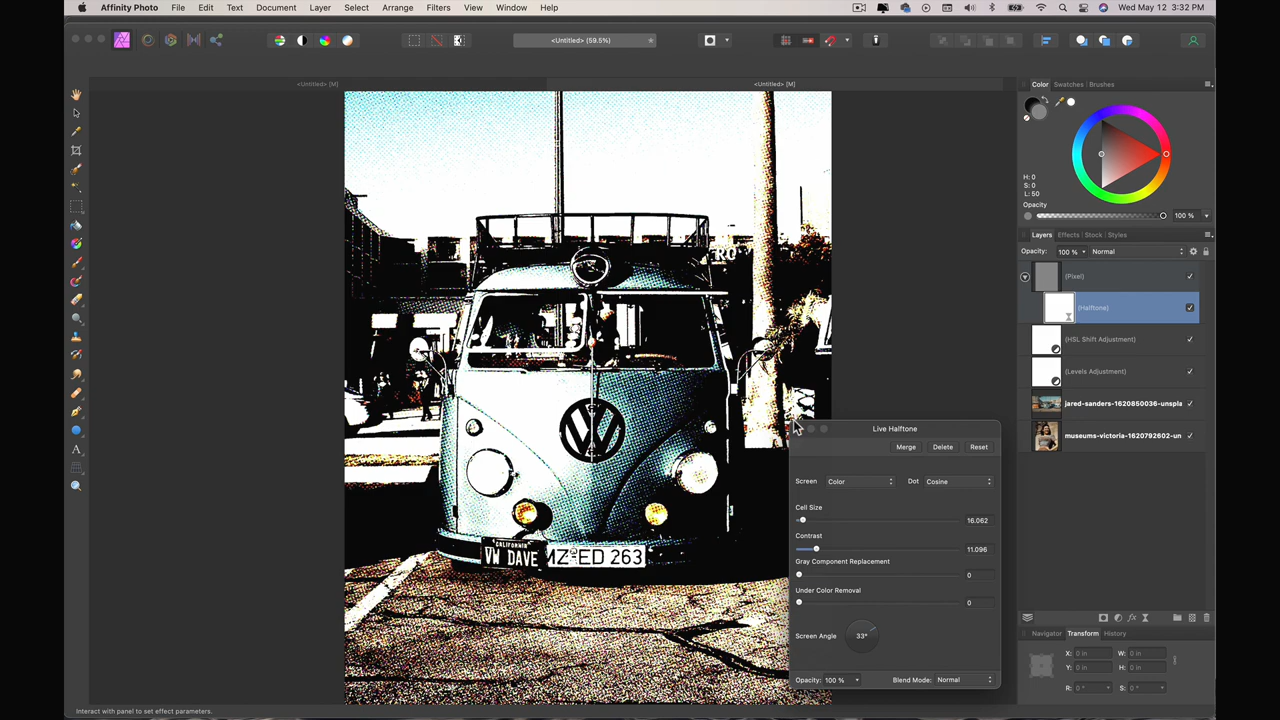 Affinity Photo File Edit Text Document Layer Select Arrange Filters View Window Help Wed May 12 3:32 PM
<Untitled> (59.5%)
<Untitled> [M] <Untitled> [M]
Color Swatches Brushes
H: 0
S: 0
L: 50
Opacity
100 %
Layers Effects Stock Styles
Opacity: 100 % Normal
(Pixel)
(Halftone)
(HSL Shift Adjustment)
(Levels Adjustment)
jared-sanders-1620850036-unspla
museums-victoria-1620792602-un
RO
CALIFORNIA
VW DAVE
MZ-ED 263
Live Halftone
Merge Delete Reset
Screen Color Dot Cosine
Cell Size
16.062
Contrast
11.096
Gray Component Replacement
0
Under Color Removal
0
Screen Angle 33°
Opacity: 100 % Blend Mode: Normal
Navigator Transform History
X: 0 in W: 0 in
Y: 0 in H: 0 in
R: 0 ° S: 0 °
Interact with panel to set effect parameters.